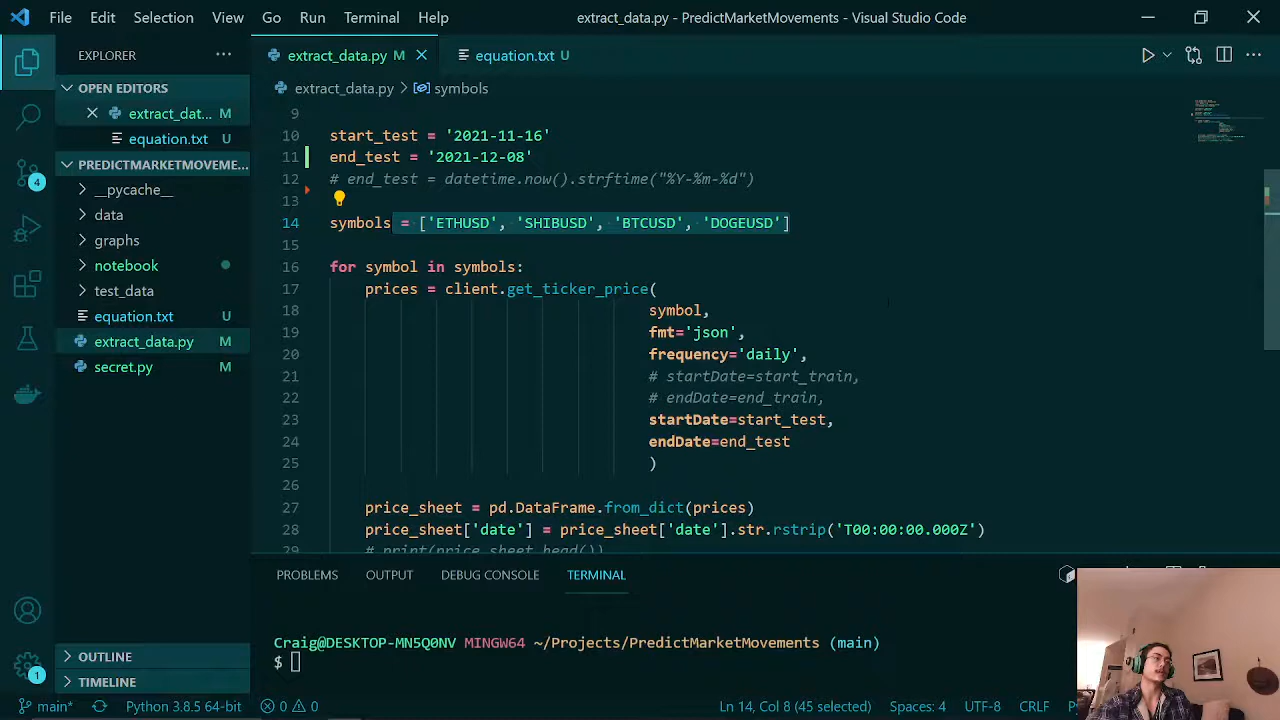 File Edit Selection View Go Run Terminal Help extract_data.py - PredictMarketMovements - Visual Studio Code
EXPLORER
extract_data.py M
equation.txt U
OPEN EDITORS
extract_dat... M
equation.txt U
PREDICTMARKETMOVEME...
__pycache__
data
graphs
notebook
test_data
equation.txt U
extract_data.py M
secret.py M
OUTLINE
TIMELINE
4
1
extract_data.py > symbols
9
10 start_test = '2021-11-16'
11 end_test = '2021-12-08'
12 # end_test = datetime.now().strftime("%Y-%m-%d")
13
14 symbols = ['ETHUSD', 'SHIBUSD', 'BTCUSD', 'DOGEUSD']
15
16 for symbol in symbols:
17 prices = client.get_ticker_price(
18 symbol,
19 fmt='json',
20 frequency='daily',
21 # startDate=start_train,
22 # endDate=end_train,
23 startDate=start_test,
24 endDate=end_test
25 )
26
27 price_sheet = pd.DataFrame.from_dict(prices)
28 price_sheet['date'] = price_sheet['date'].str.rstrip('T00:00:00.000Z')
29 # print(price_sheet.head())
PROBLEMS OUTPUT DEBUG CONSOLE TERMINAL
Craig@DESKTOP-MN5Q0NV MINGW64 ~/Projects/PredictMarketMovements (main)
$
main* Python 3.8.5 64-bit 0 0 Ln 14, Col 8 (45 selected) Spaces: 4 UTF-8 CRLF